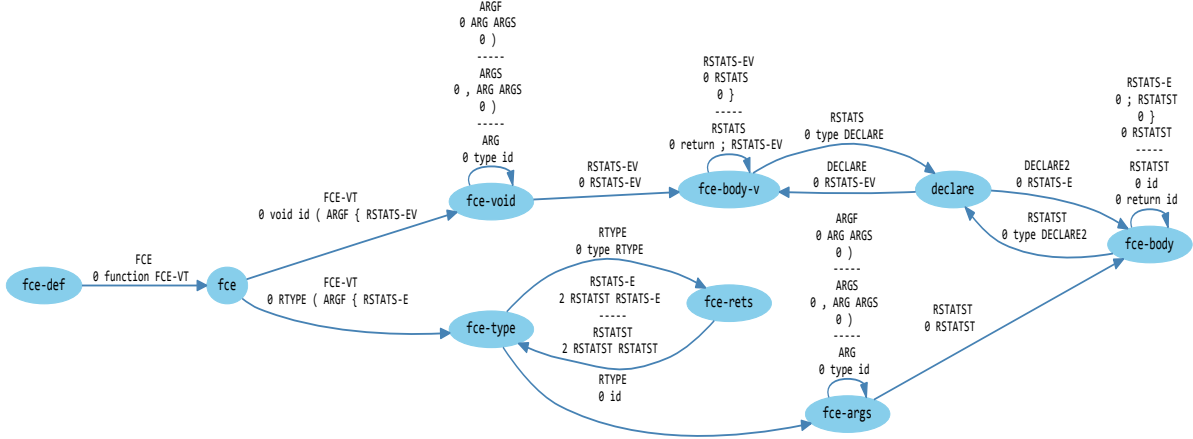 ARGF
0 ARG ARGS
0 )
-----
ARGS
0 , ARG ARGS
0 )
-----
ARG
0 type id
fce-void
RSTATS-EV
0 RSTATS
0 }
-----
RSTATS
0 return ; RSTATS-EV
fce-body-v
RSTATS
0 type DECLARE
DECLARE
0 RSTATS-EV
declare
RSTATS-E
0 ; RSTATST
0 }
0 RSTATST
-----
RSTATST
0 id
0 return id
fce-body
DECLARE2
0 RSTATS-E
RSTATST
0 type DECLARE2
RSTATS-EV
0 RSTATS-EV
FCE-VT
0 void id ( ARGF { RSTATS-EV
fce-def
FCE
0 function FCE-VT
fce
FCE-VT
0 RTYPE ( ARGF { RSTATS-E
fce-type
RTYPE
0 type RTYPE
RSTATS-E
2 RSTATST RSTATS-E
-----
RSTATST
2 RSTATST RSTATST
fce-rets
RTYPE
0 id
ARGF
0 ARG ARGS
0 )
-----
ARGS
0 , ARG ARGS
0 )
-----
ARG
0 type id
fce-args
RSTATST
0 RSTATST